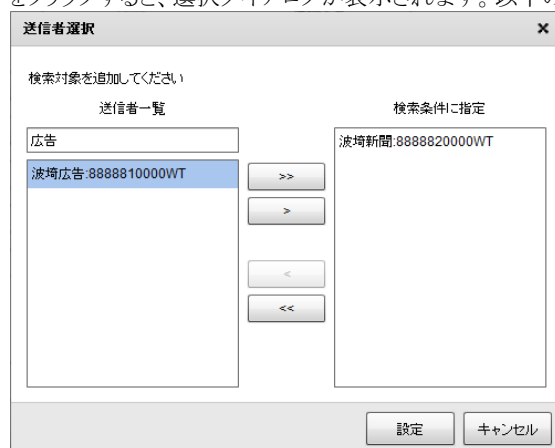 をクリックすると、選択ダイアログが表示されます。以下の
送信者選択
×
検索対象を追加してください
送信者一覧
検索条件に指定
広告
波埼広告:8888810000WT
波埼新聞:8888820000WT
>>
>
<
<<
設定
キャンセル